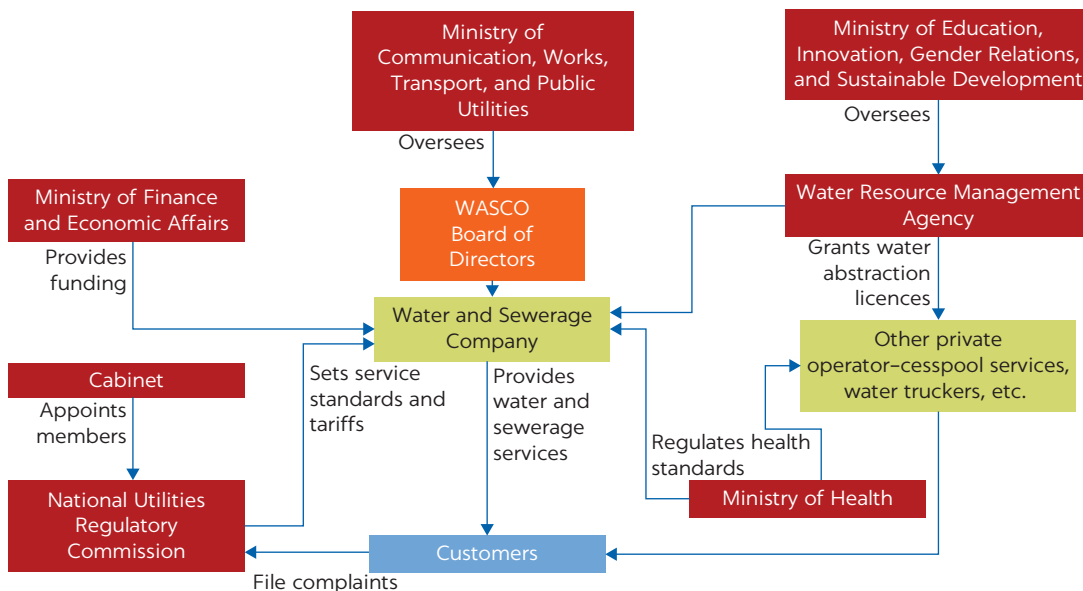 Ministry of
Communication, Works,
Transport, and Public
Utilities
Ministry of Education,
Innovation, Gender Relations,
and Sustainable Development
Oversees
Oversees
Ministry of Finance
and Economic Affairs
WASCO
Board of
Directors
Water Resource Management
Agency
Provides
funding
Grants water
abstraction
licences
Water and Sewerage
Company
Other private
operator–cesspool services,
water truckers, etc.
Cabinet
Appoints
members
Sets service
standards and
tariffs
Provides
water and
sewerage
services
Regulates health
standards
Ministry of Health
National Utilities
Regulatory
Commission
Customers
File complaints